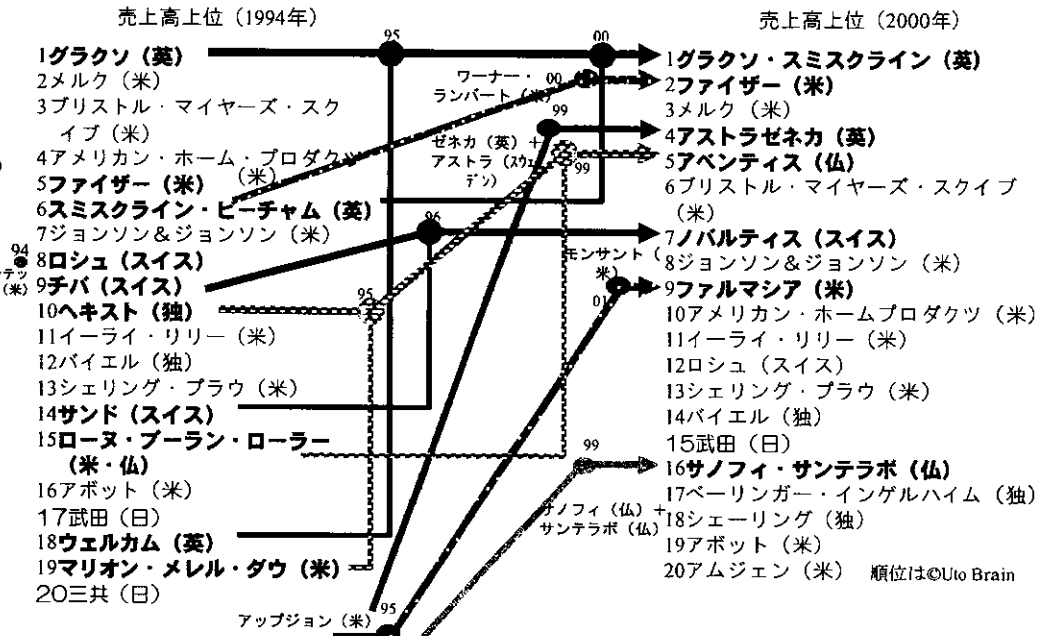 売上高上位（1994年）
1グラクソ（英）
2メルク（米）
3ブリストル・マイヤーズ・スク
イブ（米）
4アメリカン・ホーム・プロダクツ
（米）
5ファイザー（米）
6スミスクライン・ビーチャム（英）
7ジョンソン＆ジョンソン（米）
8ロシュ（スイス）
9チバ（スイス）
10ヘキスト（独）
11イーライ・リリー（米）
12バイエル（独）
13シェリング・プラウ（米）
14サンド（スイス）
15ローヌ・プーラン・ローラー
（米・仏）
16アボット（米）
17武田（日）
18ウェルカム（英）
19マリオン・メレル・ダウ（米）
20三共（日）
94
（米）
95
00
ワーナー・
ランバート（米）
00
99
ゼネカ（英）＋
アストラ（スウェー
デン）
99
96
95
モンサント（
米）
01
99
サノフィ（仏）＋
サンテラボ（仏）
アップジョン（米）
95
売上高上位（2000年）
1グラクソ・スミスクライン（英）
2ファイザー（米）
3メルク（米）
4アストラゼネカ（英）
5アベンティス（仏）
6ブリストル・マイヤーズ・スクイブ
（米）
7ノバルティス（スイス）
8ジョンソン＆ジョンソン（米）
9ファルマシア（米）
10アメリカン・ホームプロダクツ（米）
11イーライ・リリー（米）
12ロシュ（スイス）
13シェリング・プラウ（米）
14バイエル（独）
15武田（日）
16サノフィ・サンテラボ（仏）
17ベーリンガー・インゲルハイム（独）
18シェーリング（独）
19アボット（米）
20アムジェン（米）
順位は©Uto Brain